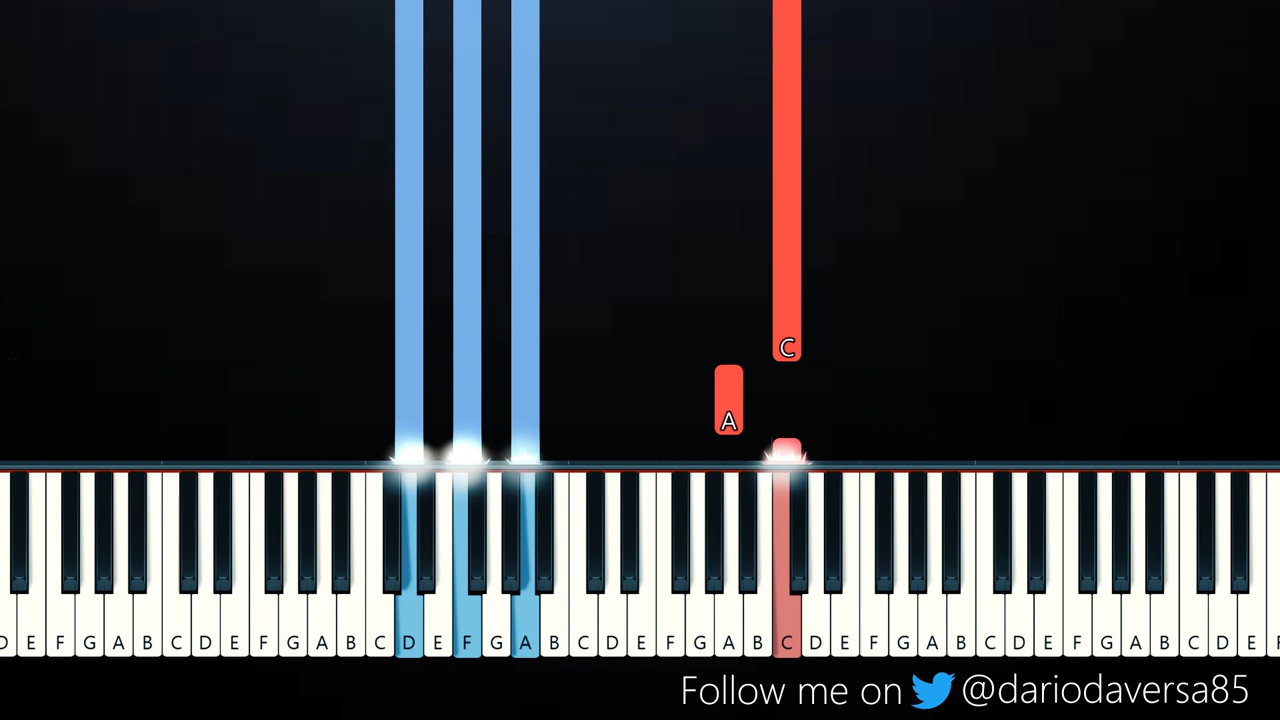 C
A
D E F G A B C D E F G A B C D E F G A B C D E F G A B C D E F G A B C D E F G A B C D E F
Follow me on @dariodaversa85